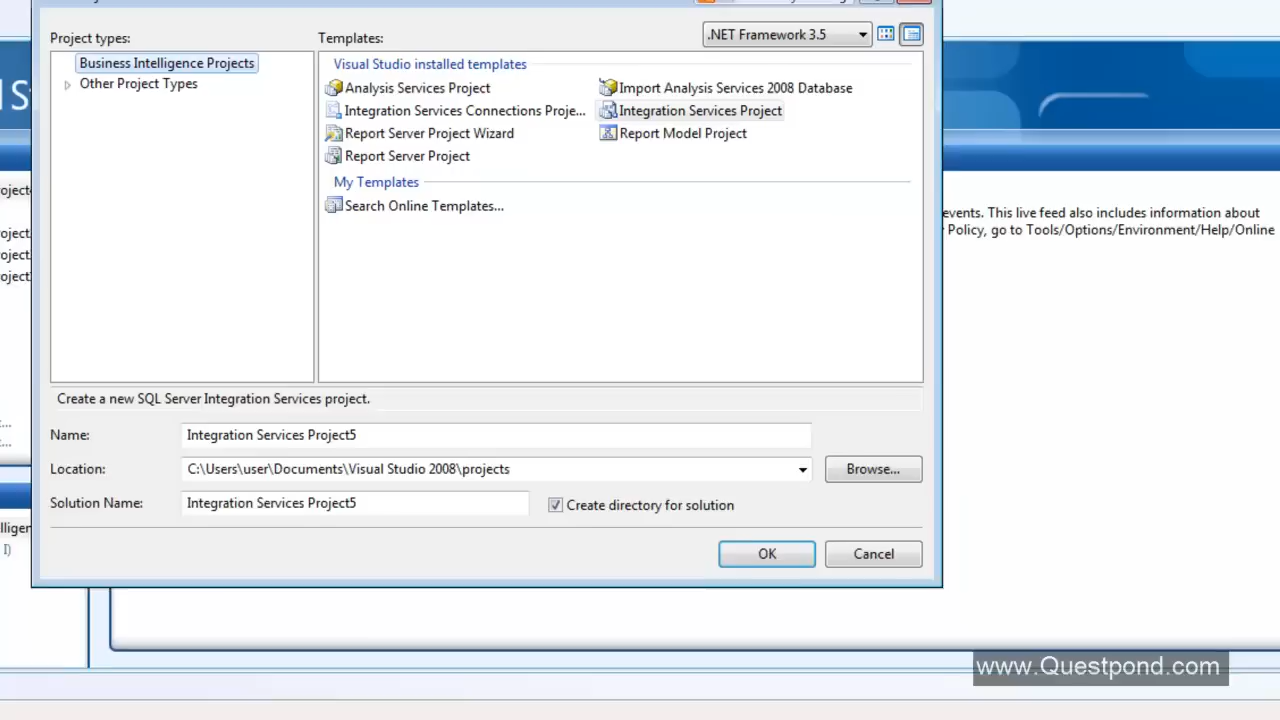 Project types:
Templates:
.NET Framework 3.5
Business Intelligence Projects
Other Project Types
Visual Studio installed templates
Analysis Services Project
Import Analysis Services 2008 Database
Integration Services Connections Proje...
Integration Services Project
Report Server Project Wizard
Report Model Project
Report Server Project
My Templates
Search Online Templates...
events. This live feed also includes information about
Policy, go to Tools/Options/Environment/Help/Online
Create a new SQL Server Integration Services project.
Name:
Integration Services Project5
Location:
C:\Users\user\Documents\Visual Studio 2008\projects
Browse...
Solution Name:
Integration Services Project5
Create directory for solution
OK
Cancel
www.Questpond.com